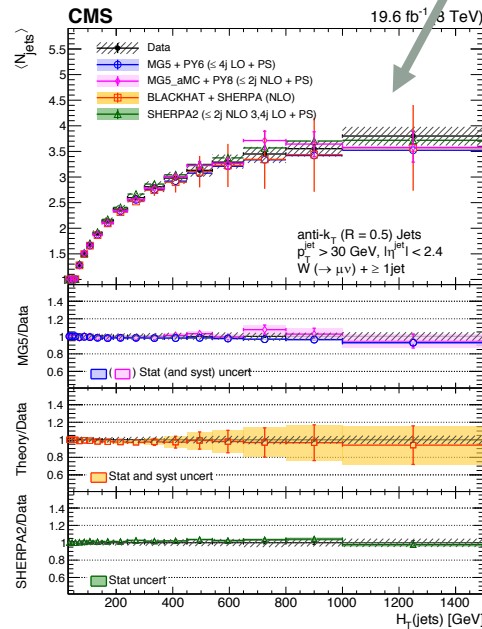 CMS 19.6 fb⁻¹ (8 TeV)
⟨N_jets⟩
Data
MG5 + PY6 (≤ 4j LO + PS)
MG5_aMC + PY8 (≤ 2j NLO + PS)
BLACKHAT + SHERPA (NLO)
SHERPA2 (≤ 2j NLO 3,4j LO + PS)
5.5
5
4.5
4
3.5
3
2.5
2
1.5
1
anti-k_T (R = 0.5) Jets
p_T^jet > 30 GeV, |η^jet| < 2.4
W (→ μν) + ≥ 1jet
MG5/Data
1.4
1.2
1
0.8
0.6
( ) Stat (and syst) uncert
Theory/Data
1.4
1.2
1
0.8
0.6
Stat and syst uncert
SHERPA2/Data
1.4
1.2
1
0.8
0.6
Stat uncert
200 400 600 800 1000 1200 1400
H_T(jets) [GeV]